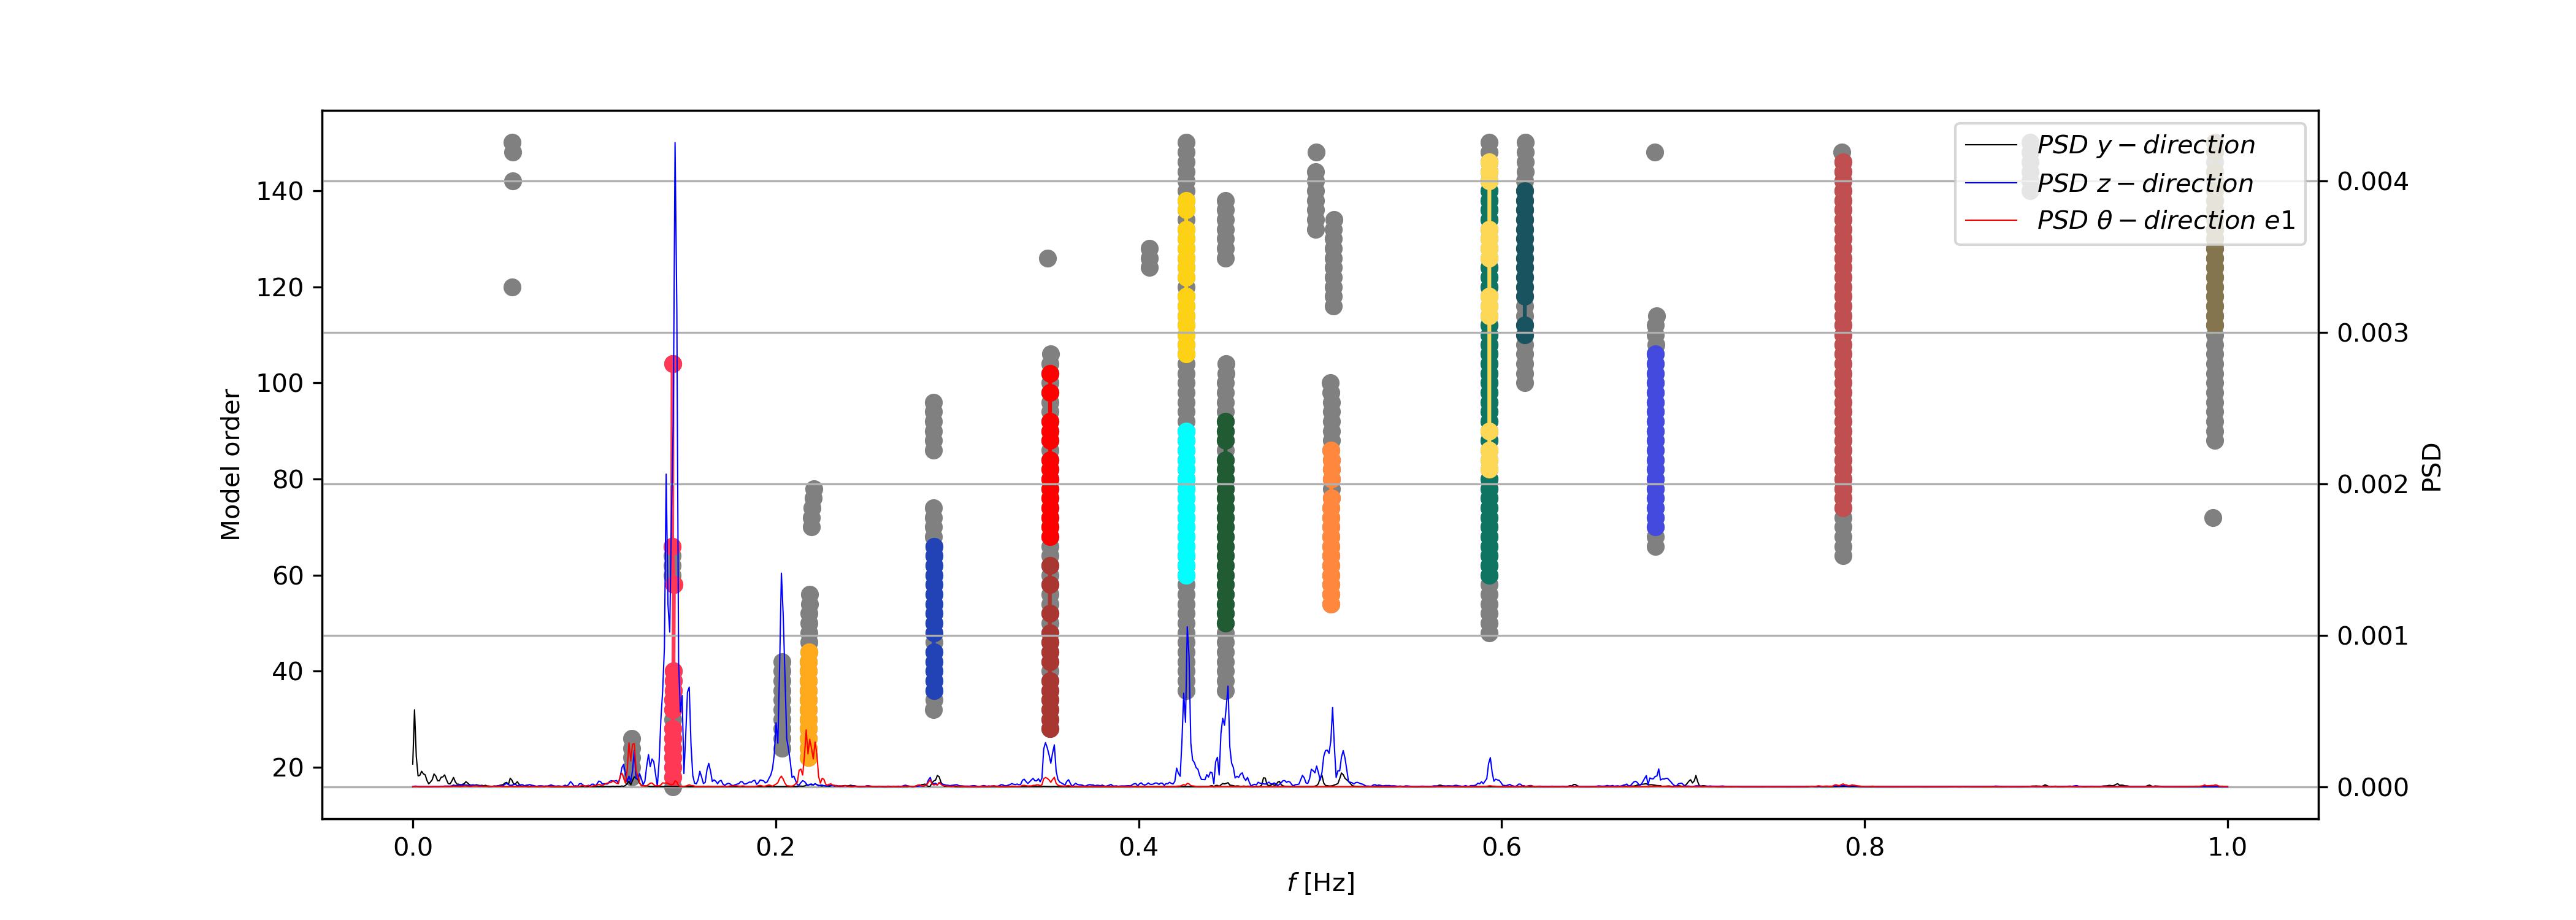 PSD y − direction
PSD z − direction
PSD θ − direction e1
Model order
140
120
100
80
60
40
20
0.004
0.003
0.002
0.001
0.000
PSD
0.0 0.2 0.4 0.6 0.8 1.0
f [Hz]